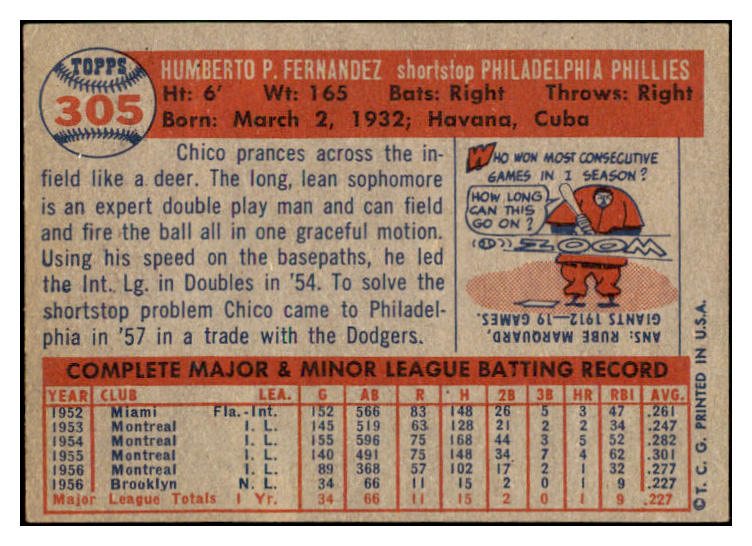 TOPPS
305
HUMBERTO P. FERNANDEZ shortstop PHILADELPHIA PHILLIES
Ht: 6' Wt: 165 Bats: Right Throws: Right
Born: March 2, 1932; Havana, Cuba
Chico prances across the in-
field like a deer. The long, lean sophomore
is an expert double play man and can field
and fire the ball all in one graceful motion.
Using his speed on the basepaths, he led
the Int. Lg. in Doubles in '54. To solve the
shortstop problem Chico came to Philadel-
phia in '57 in a trade with the Dodgers.
WHO WON MOST CONSECUTIVE
GAMES IN 1 SEASON?
HOW LONG
CAN THIS
GO ON?
ZOOM
ANS: RUBE MARQUARD,
GIANTS 1912-19 GAMES.
COMPLETE MAJOR & MINOR LEAGUE BATTING RECORD
YEAR CLUB LEA. G AB R H 2B 3B HR RBI AVG.
1952 Miami Fla.-Int. 152 566 83 148 26 5 3 47 .261
1953 Montreal I. L. 145 519 63 128 21 2 2 34 .247
1954 Montreal I. L. 155 596 75 168 44 3 5 52 .282
1955 Montreal I. L. 140 491 75 148 34 7 4 62 .301
1956 Montreal I. L. 89 368 57 102 17 2 1 32 .277
1956 Brooklyn N. L. 34 66 11 15 2 0 1 9 .227
Major League Totals 1 Yr. 34 66 11 15 2 0 1 9 .227
© T. C. G. PRINTED IN U.S.A.